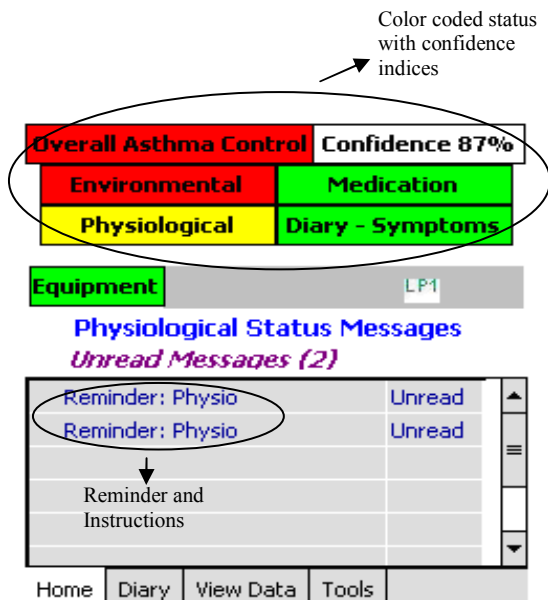 Color coded status
with confidence
indices
Overall Asthma Control Confidence 87%
Environmental Medication
Physiological Diary - Symptoms
Equipment LP1
Physiological Status Messages
Unread Messages (2)
Reminder: Physio Unread
Reminder: Physio Unread
Reminder and
Instructions
Home Diary View Data Tools